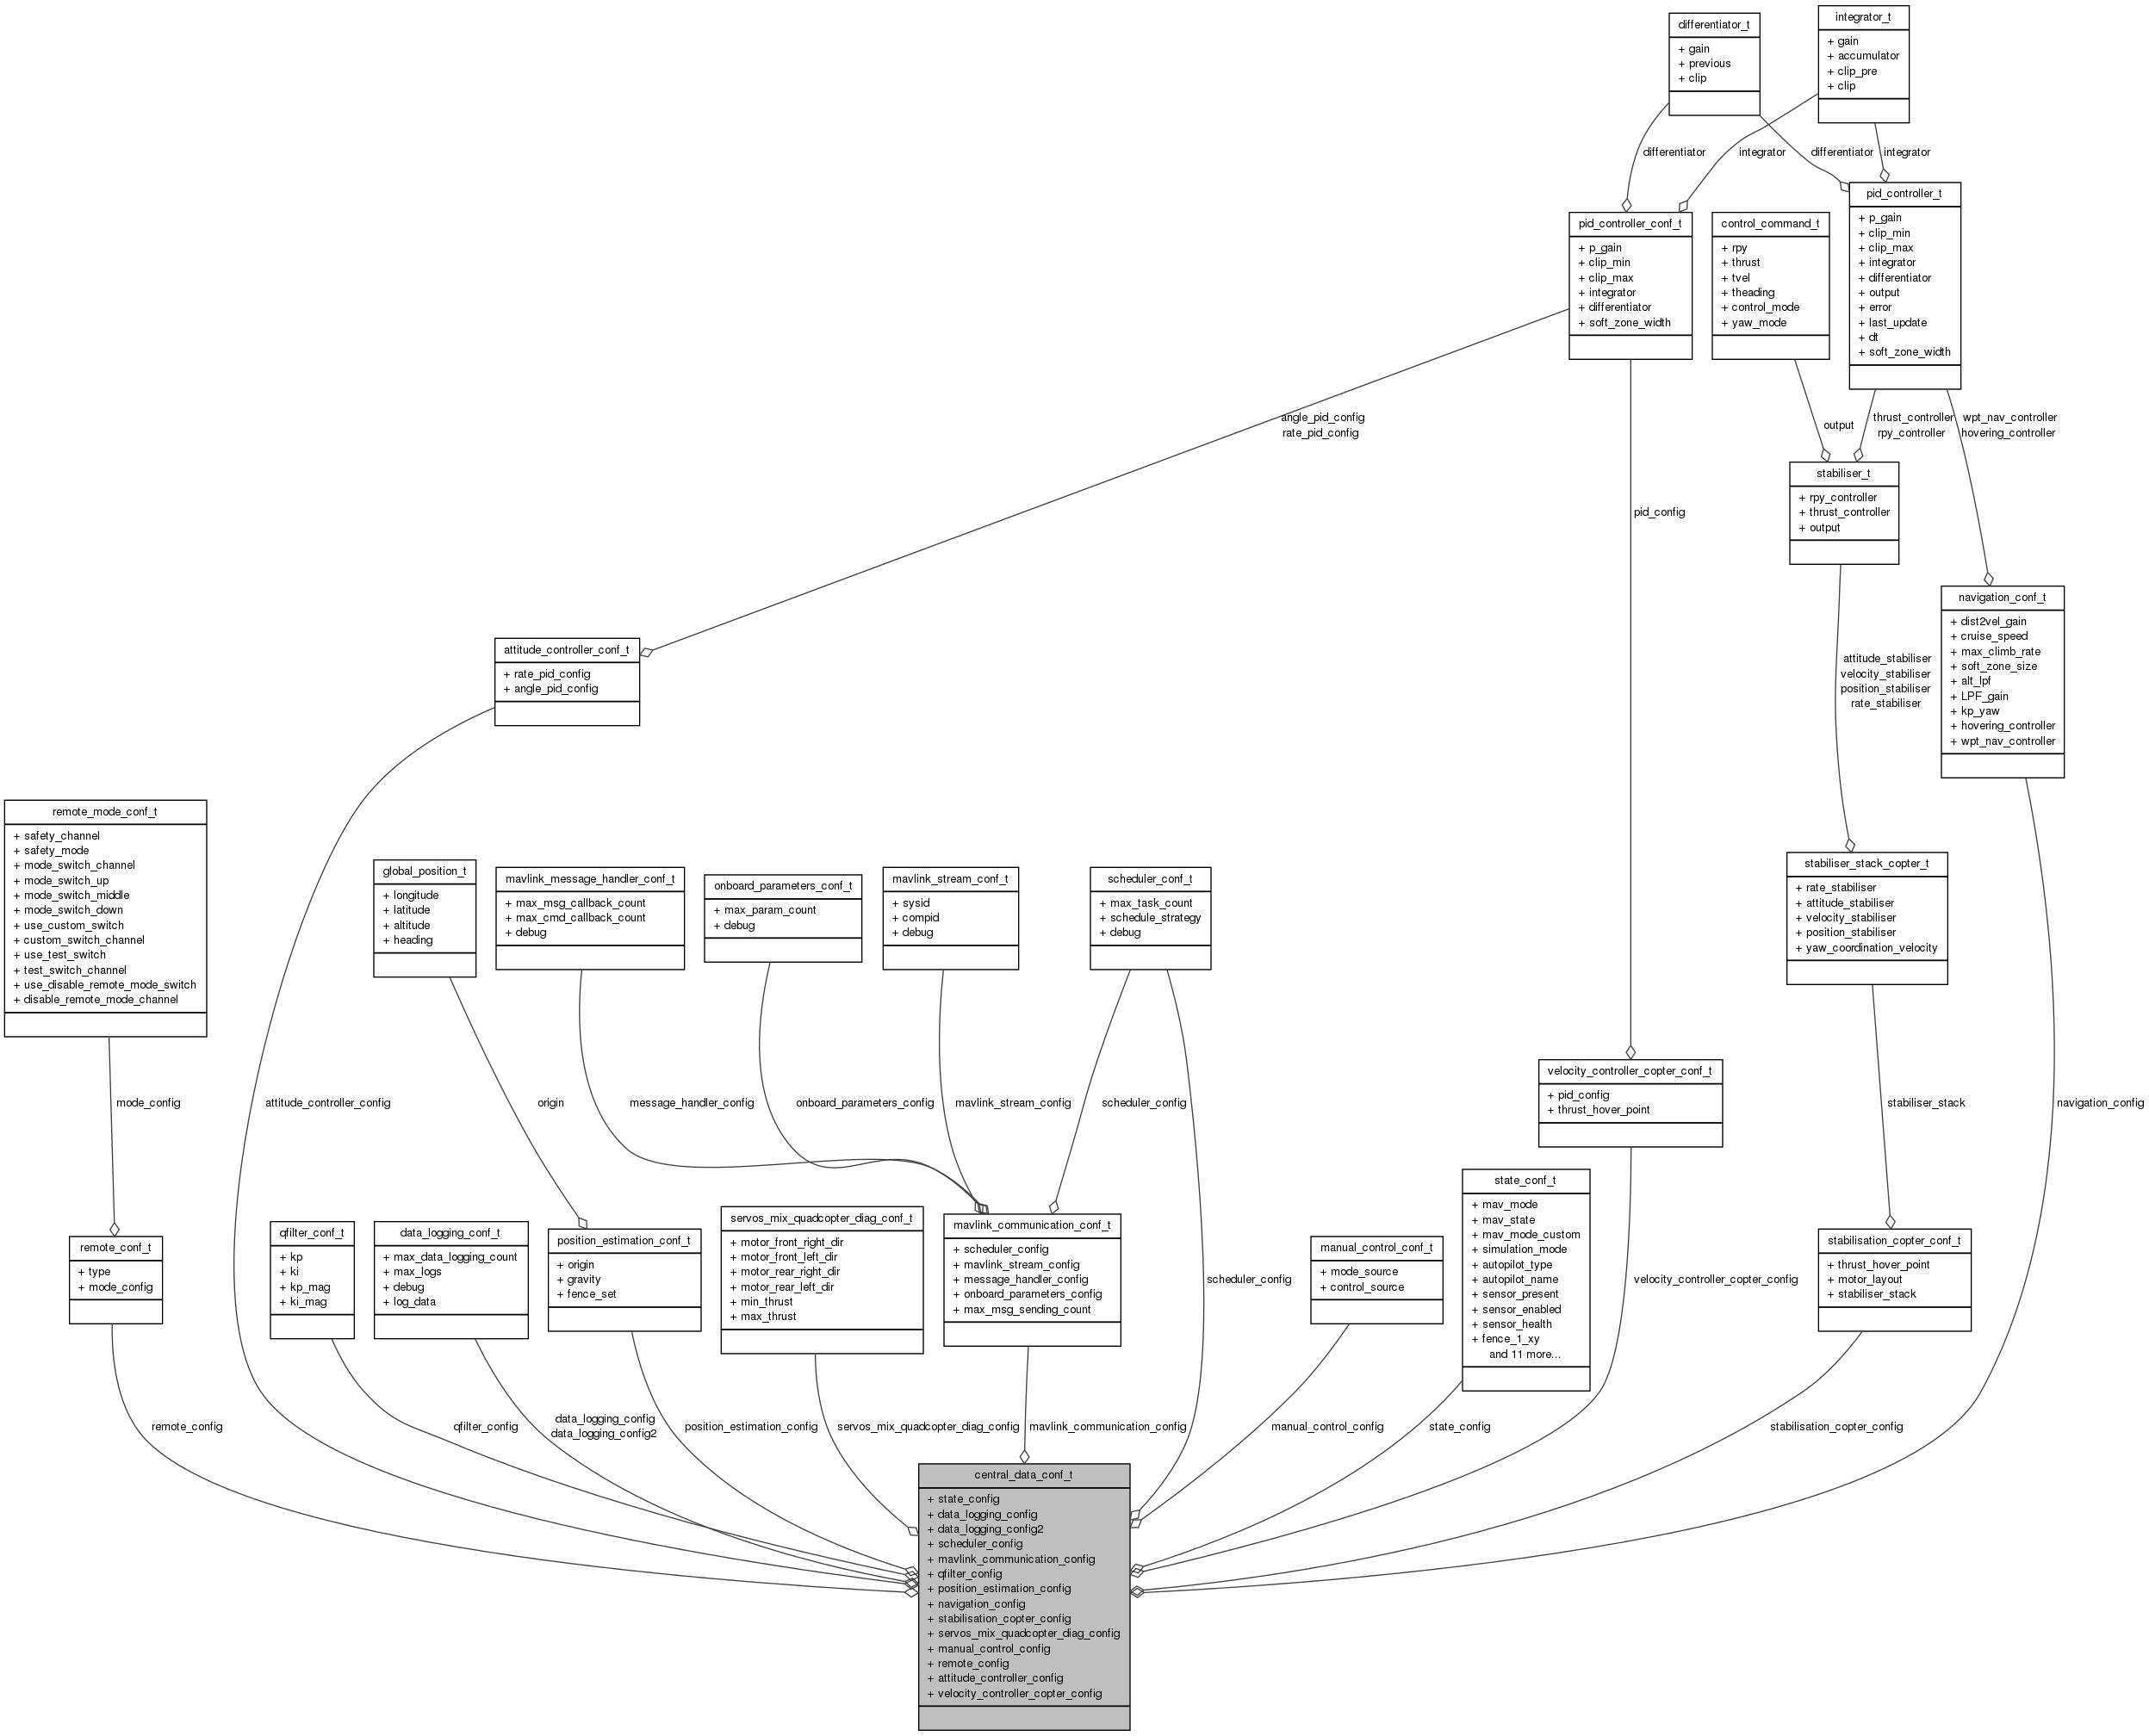 differentiator_t
+ gain
+ previous
+ clip
integrator_t
+ gain
+ accumulator
+ clip_pre
+ clip
differentiator
integrator
differentiator
integrator
pid_controller_conf_t
+ p_gain
+ clip_min
+ clip_max
+ integrator
+ differentiator
+ soft_zone_width
control_command_t
+ rpy
+ thrust
+ tvel
+ theading
+ control_mode
+ yaw_mode
pid_controller_t
+ p_gain
+ clip_min
+ clip_max
+ integrator
+ differentiator
+ output
+ error
+ last_update
+ dt
+ soft_zone_width
angle_pid_config
rate_pid_config
output
thrust_controller
rpy_controller
wpt_nav_controller
hovering_controller
pid_config
stabiliser_t
+ rpy_controller
+ thrust_controller
+ output
navigation_conf_t
+ dist2vel_gain
+ cruise_speed
+ max_climb_rate
+ soft_zone_size
+ alt_lpf
+ LPF_gain
+ kp_yaw
+ hovering_controller
+ wpt_nav_controller
attitude_controller_conf_t
+ rate_pid_config
+ angle_pid_config
attitude_stabiliser
velocity_stabiliser
position_stabiliser
rate_stabiliser
remote_mode_conf_t
+ safety_channel
+ safety_mode
+ mode_switch_channel
+ mode_switch_up
+ mode_switch_middle
+ mode_switch_down
+ use_custom_switch
+ custom_switch_channel
+ use_test_switch
+ test_switch_channel
+ use_disable_remote_mode_switch
+ disable_remote_mode_channel
global_position_t
+ longitude
+ latitude
+ altitude
+ heading
mavlink_message_handler_conf_t
+ max_msg_callback_count
+ max_cmd_callback_count
+ debug
onboard_parameters_conf_t
+ max_param_count
+ debug
mavlink_stream_conf_t
+ sysid
+ compid
+ debug
scheduler_conf_t
+ max_task_count
+ schedule_strategy
+ debug
stabiliser_stack_copter_t
+ rate_stabiliser
+ attitude_stabiliser
+ velocity_stabiliser
+ position_stabiliser
+ yaw_coordination_velocity
velocity_controller_copter_conf_t
+ pid_config
+ thrust_hover_point
mode_config
attitude_controller_config
origin
message_handler_config
onboard_parameters_config
mavlink_stream_config
scheduler_config
stabiliser_stack
navigation_config
remote_conf_t
+ type
+ mode_config
qfilter_conf_t
+ kp
+ ki
+ kp_mag
+ ki_mag
data_logging_conf_t
+ max_data_logging_count
+ max_logs
+ debug
+ log_data
position_estimation_conf_t
+ origin
+ gravity
+ fence_set
servos_mix_quadcopter_diag_conf_t
+ motor_front_right_dir
+ motor_front_left_dir
+ motor_rear_right_dir
+ motor_rear_left_dir
+ min_thrust
+ max_thrust
mavlink_communication_conf_t
+ scheduler_config
+ mavlink_stream_config
+ message_handler_config
+ onboard_parameters_config
+ max_msg_sending_count
scheduler_config
manual_control_conf_t
+ mode_source
+ control_source
state_conf_t
+ mav_mode
+ mav_state
+ mav_mode_custom
+ simulation_mode
+ autopilot_type
+ autopilot_name
+ sensor_present
+ sensor_enabled
+ sensor_health
+ fence_1_xy
and 11 more...
velocity_controller_copter_config
stabilisation_copter_conf_t
+ thrust_hover_point
+ motor_layout
+ stabiliser_stack
remote_config
qfilter_config
data_logging_config
data_logging_config2
position_estimation_config
servos_mix_quadcopter_diag_config
mavlink_communication_config
manual_control_config
state_config
stabilisation_copter_config
central_data_conf_t
+ state_config
+ data_logging_config
+ data_logging_config2
+ scheduler_config
+ mavlink_communication_config
+ qfilter_config
+ position_estimation_config
+ navigation_config
+ stabilisation_copter_config
+ servos_mix_quadcopter_diag_config
+ manual_control_config
+ remote_config
+ attitude_controller_config
+ velocity_controller_copter_config